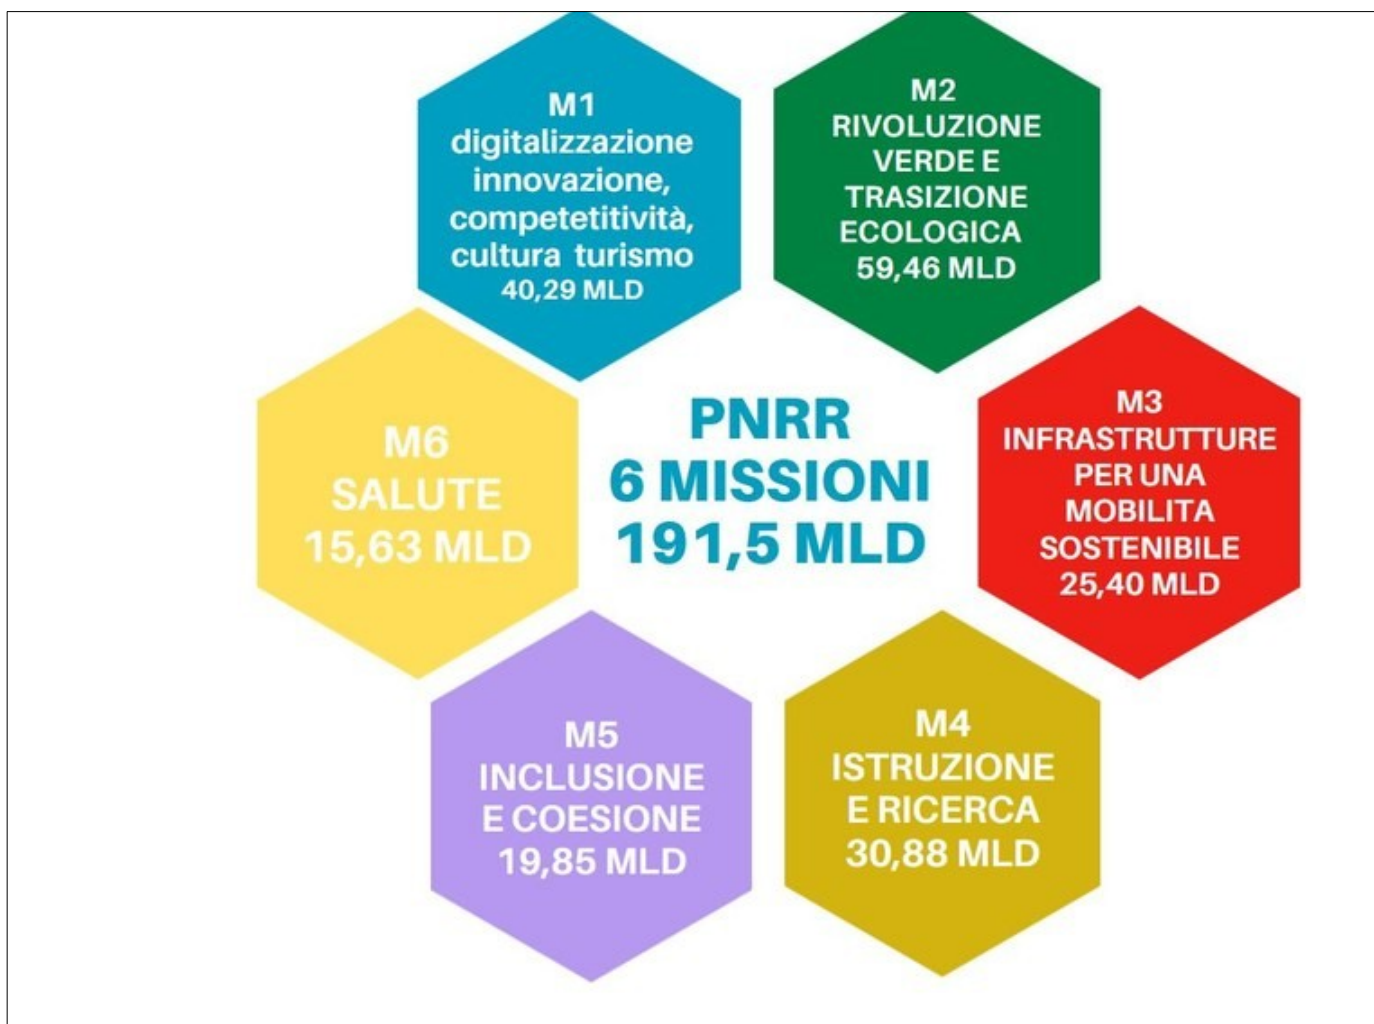 M1
digitalizzazione
innovazione,
competetitività,
cultura turismo
40,29 MLD
M2
RIVOLUZIONE
VERDE E
TRASIZIONE
ECOLOGICA
59,46 MLD
M6
SALUTE
15,63 MLD
PNRR
6 MISSIONI
191,5 MLD
M3
INFRASTRUTTURE
PER UNA
MOBILITA
SOSTENIBILE
25,40 MLD
M5
INCLUSIONE
E COESIONE
19,85 MLD
M4
ISTRUZIONE
E RICERCA
30,88 MLD